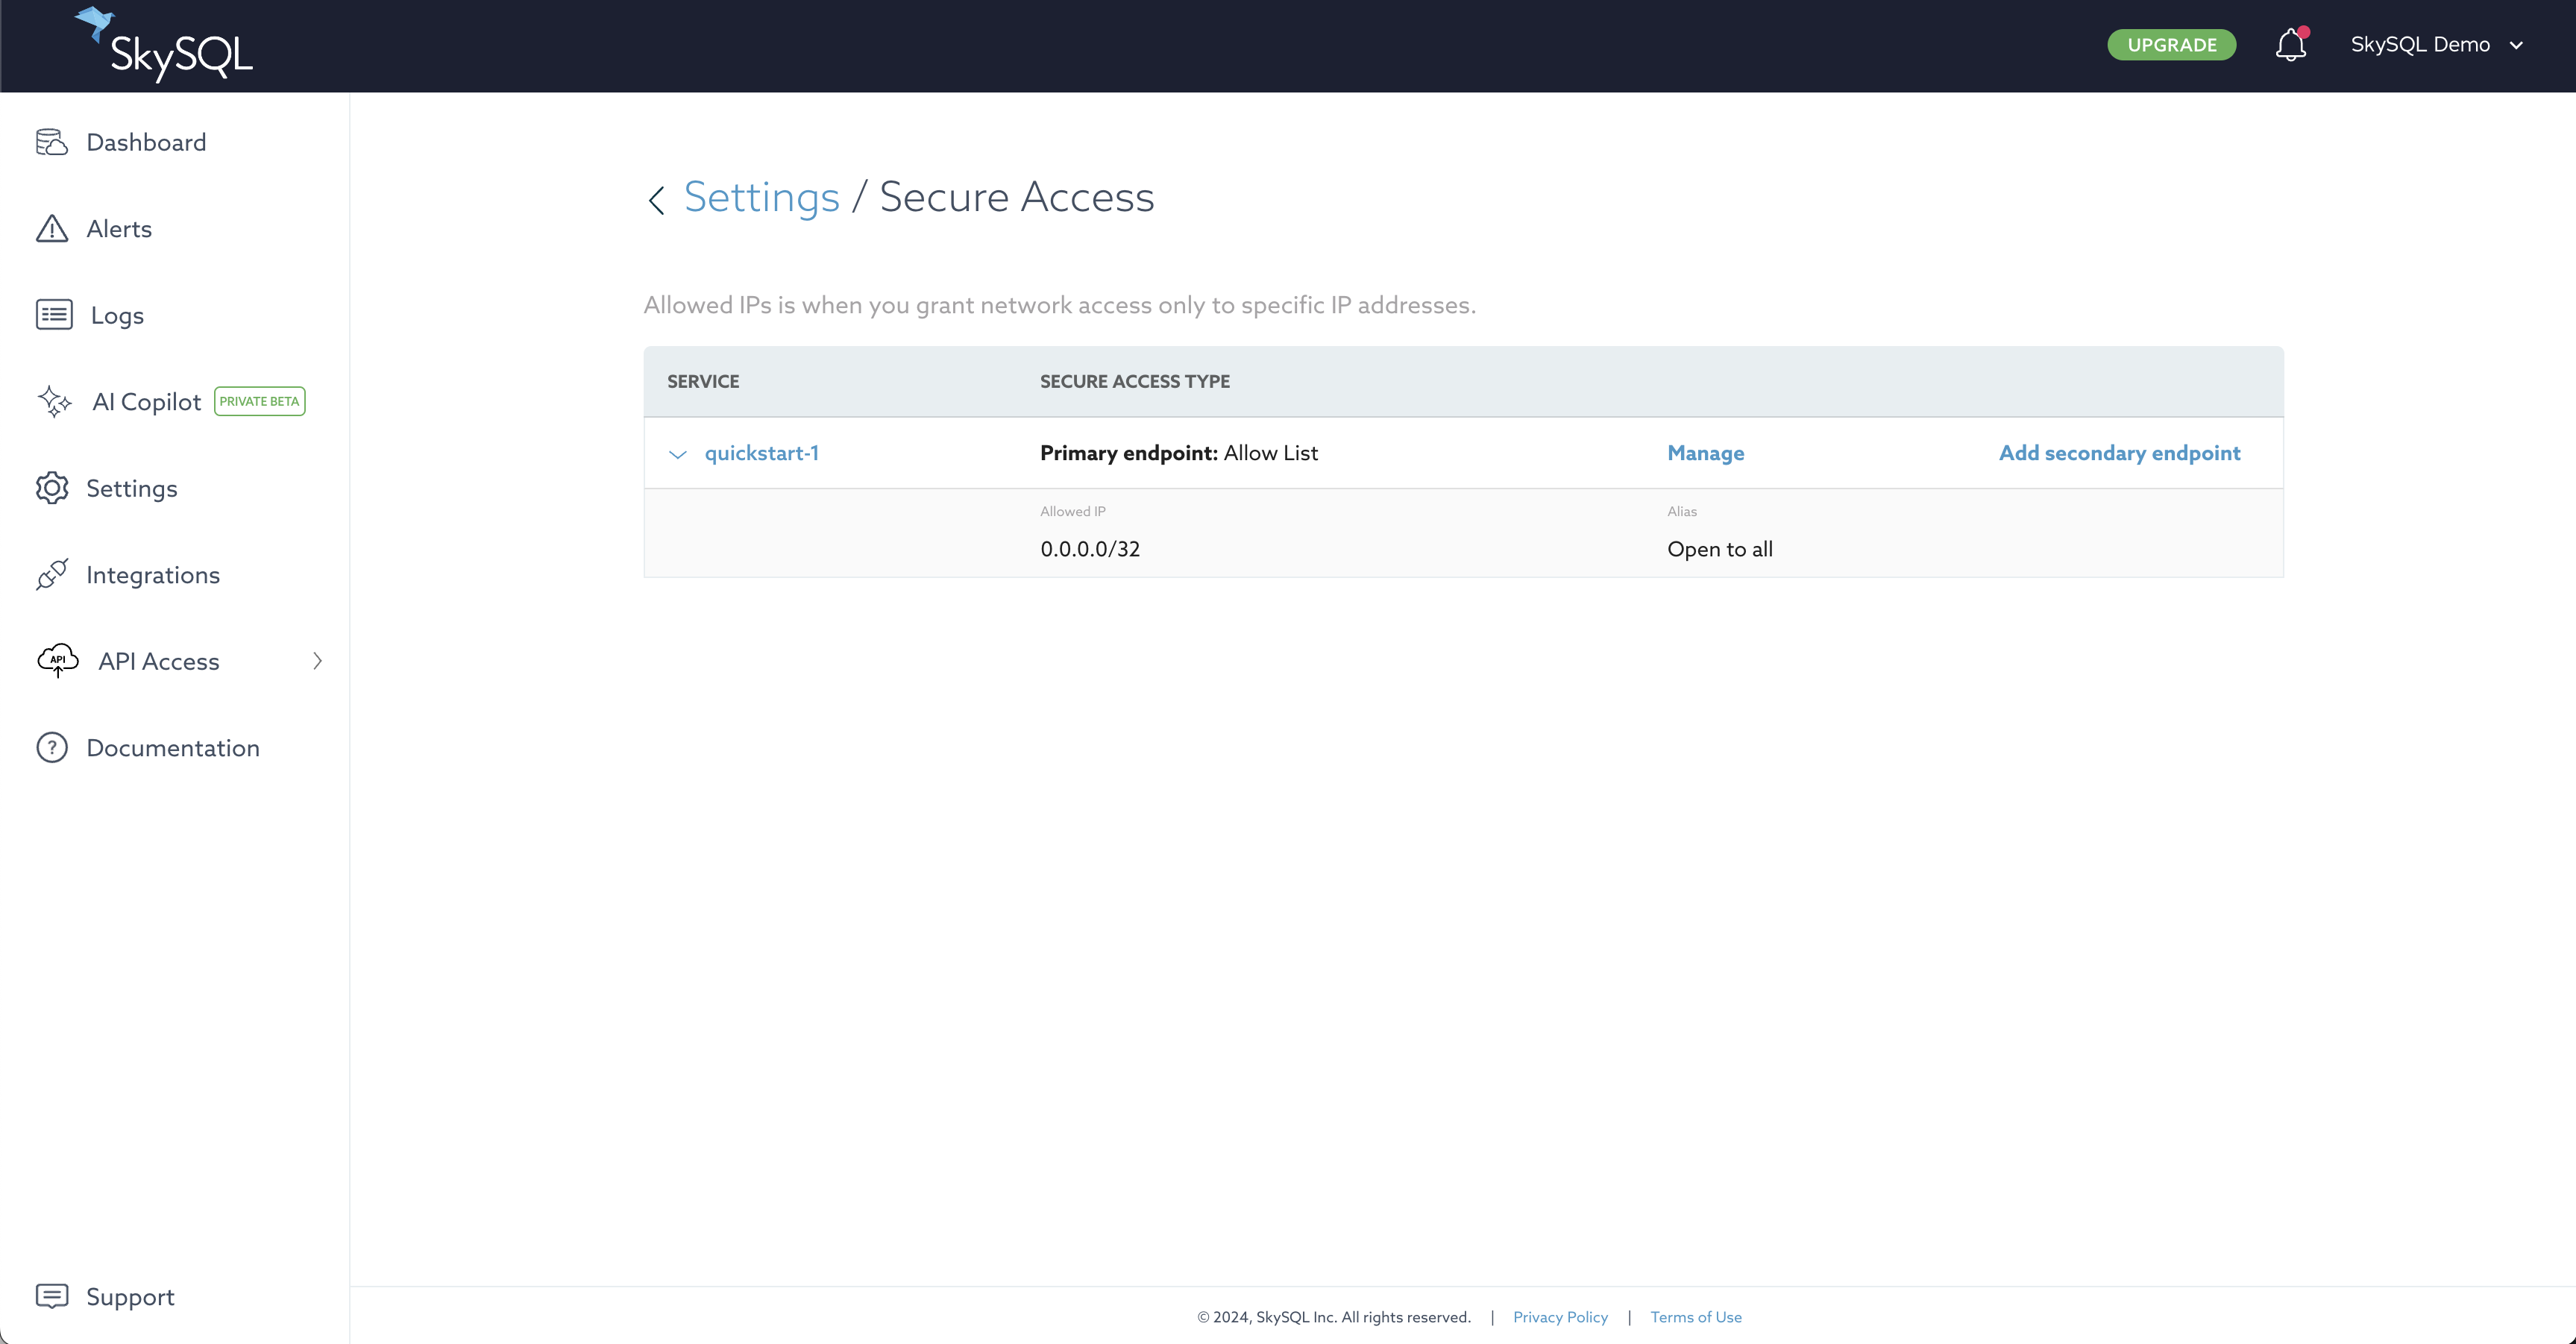 SkySQL
UPGRADE
SkySQL Demo
Dashboard
Alerts
Logs
AI Copilot PRIVATE BETA
Settings
Integrations
API API Access
? Documentation
Support
Settings / Secure Access
Allowed IPs is when you grant network access only to specific IP addresses.
SERVICE SECURE ACCESS TYPE
quickstart-1 Primary endpoint: Allow List Manage Add secondary endpoint
Allowed IP Alias
0.0.0.0/32 Open to all
© 2024, SkySQL Inc. All rights reserved. | Privacy Policy | Terms of Use